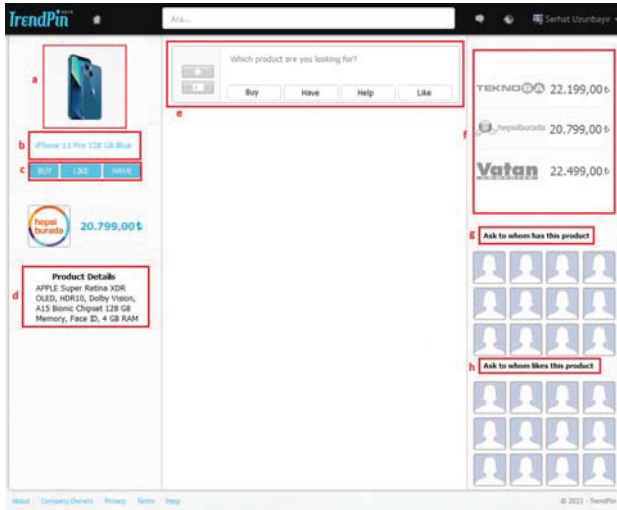 TrendPin BETA
Ara...
Serhat Uzunbayır
a
b
iPhone 13 Pro 128 GB Blue
c
BUY LIKE HAVE
hepsi
burada
20.799,00₺
d
Product Details
APPLE Super Retina XDR
OLED, HDR10, Dolby Vision,
A15 Bionic Chipset 128 GB
Memory, Face ID, 4 GB RAM
Which product are you looking for?
Buy Have Help Like
e
f
TEKNOSA 22.199,00₺
hepsiburada 20.799,00₺
Vatan COMPUTER 22.499,00₺
g
Ask to whom has this product
h
Ask to whom likes this product
About Company Owners Privacy Terms Help
© 2022 - TrendPin